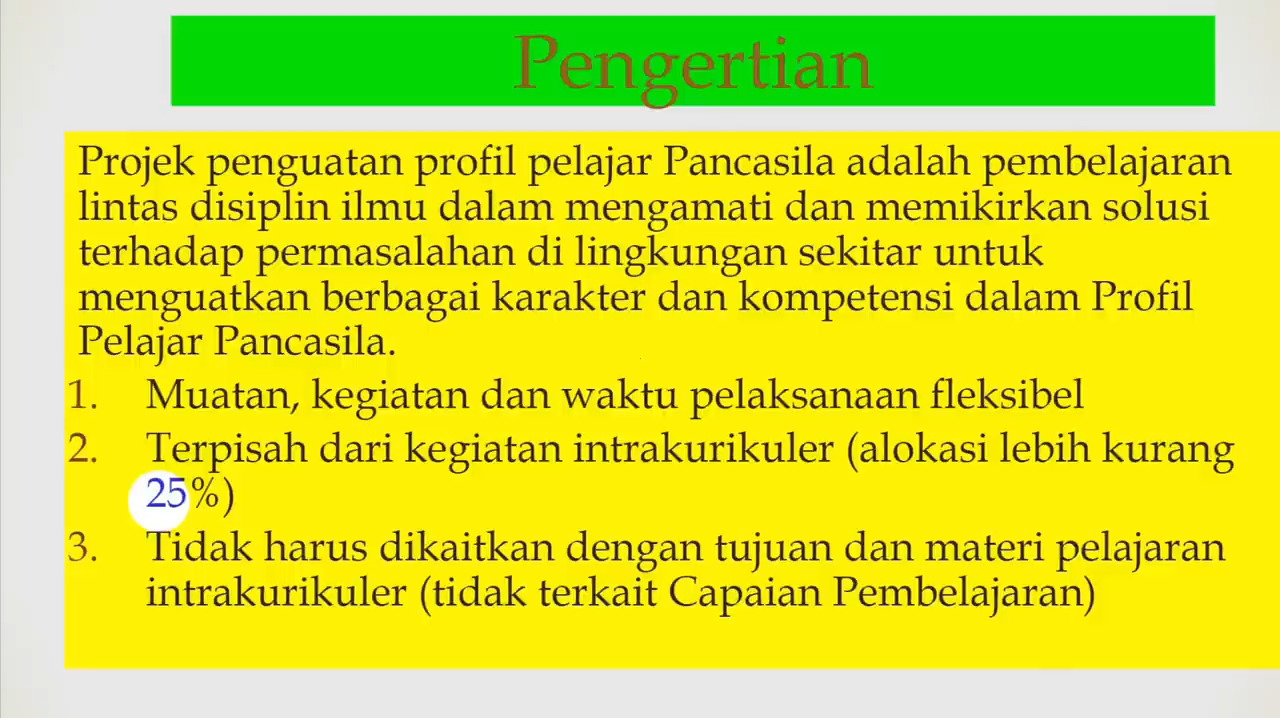 Pengertian
Projek penguatan profil pelajar Pancasila adalah pembelajaran
lintas disiplin ilmu dalam mengamati dan memikirkan solusi
terhadap permasalahan di lingkungan sekitar untuk
menguatkan berbagai karakter dan kompetensi dalam Profil
Pelajar Pancasila.
1. Muatan, kegiatan dan waktu pelaksanaan fleksibel
2. Terpisah dari kegiatan intrakurikuler (alokasi lebih kurang
25%)
3. Tidak harus dikaitkan dengan tujuan dan materi pelajaran
intrakurikuler (tidak terkait Capaian Pembelajaran)